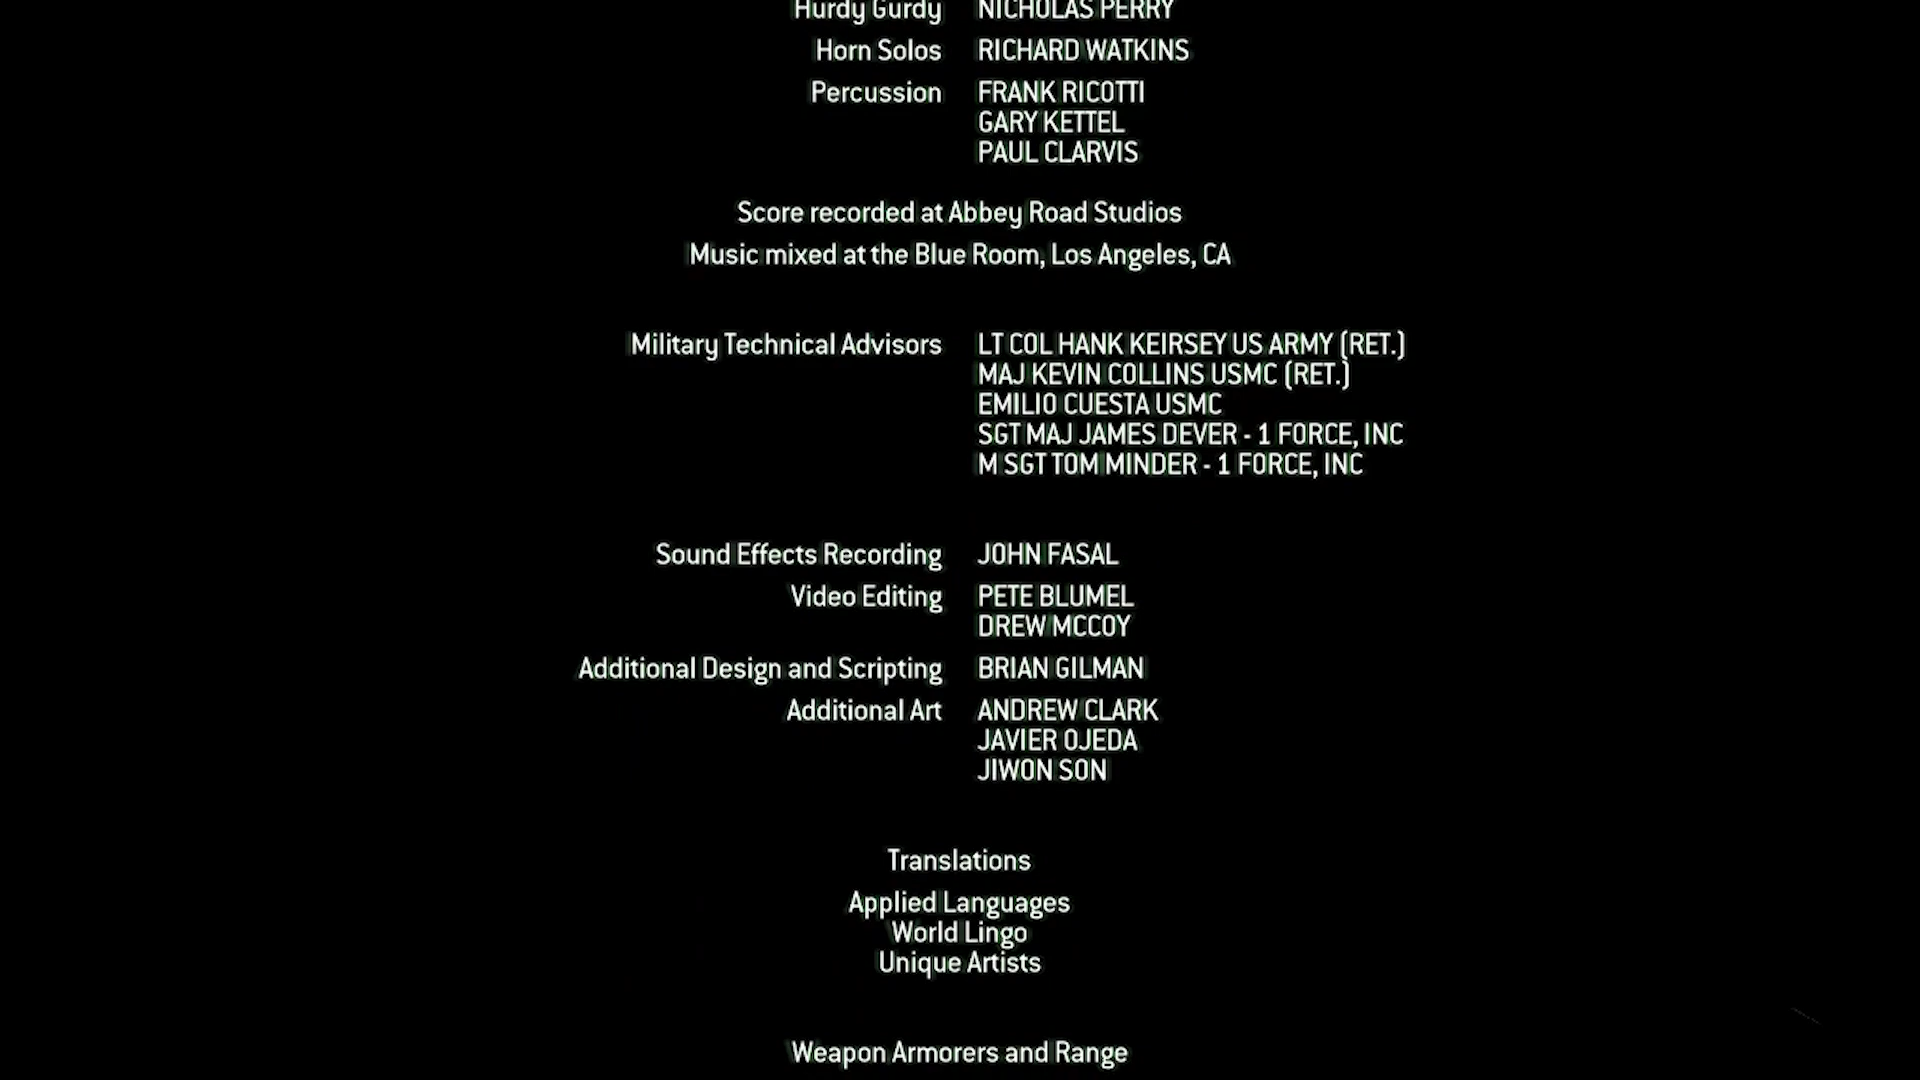 Hurdy Gurdy NICHOLAS PERRY
Horn Solos RICHARD WATKINS
Percussion FRANK RICOTTI
GARY KETTEL
PAUL CLARVIS
Score recorded at Abbey Road Studios
Music mixed at the Blue Room, Los Angeles, CA
Military Technical Advisors LT COL HANK KEIRSEY US ARMY (RET.)
MAJ KEVIN COLLINS USMC (RET.)
EMILIO CUESTA USMC
SGT MAJ JAMES DEVER - 1 FORCE, INC
M SGT TOM MINDER - 1 FORCE, INC
Sound Effects Recording JOHN FASAL
Video Editing PETE BLUMEL
DREW MCCOY
Additional Design and Scripting BRIAN GILMAN
Additional Art ANDREW CLARK
JAVIER OJEDA
JIWON SON
Translations
Applied Languages
World Lingo
Unique Artists
Weapon Armorers and Range